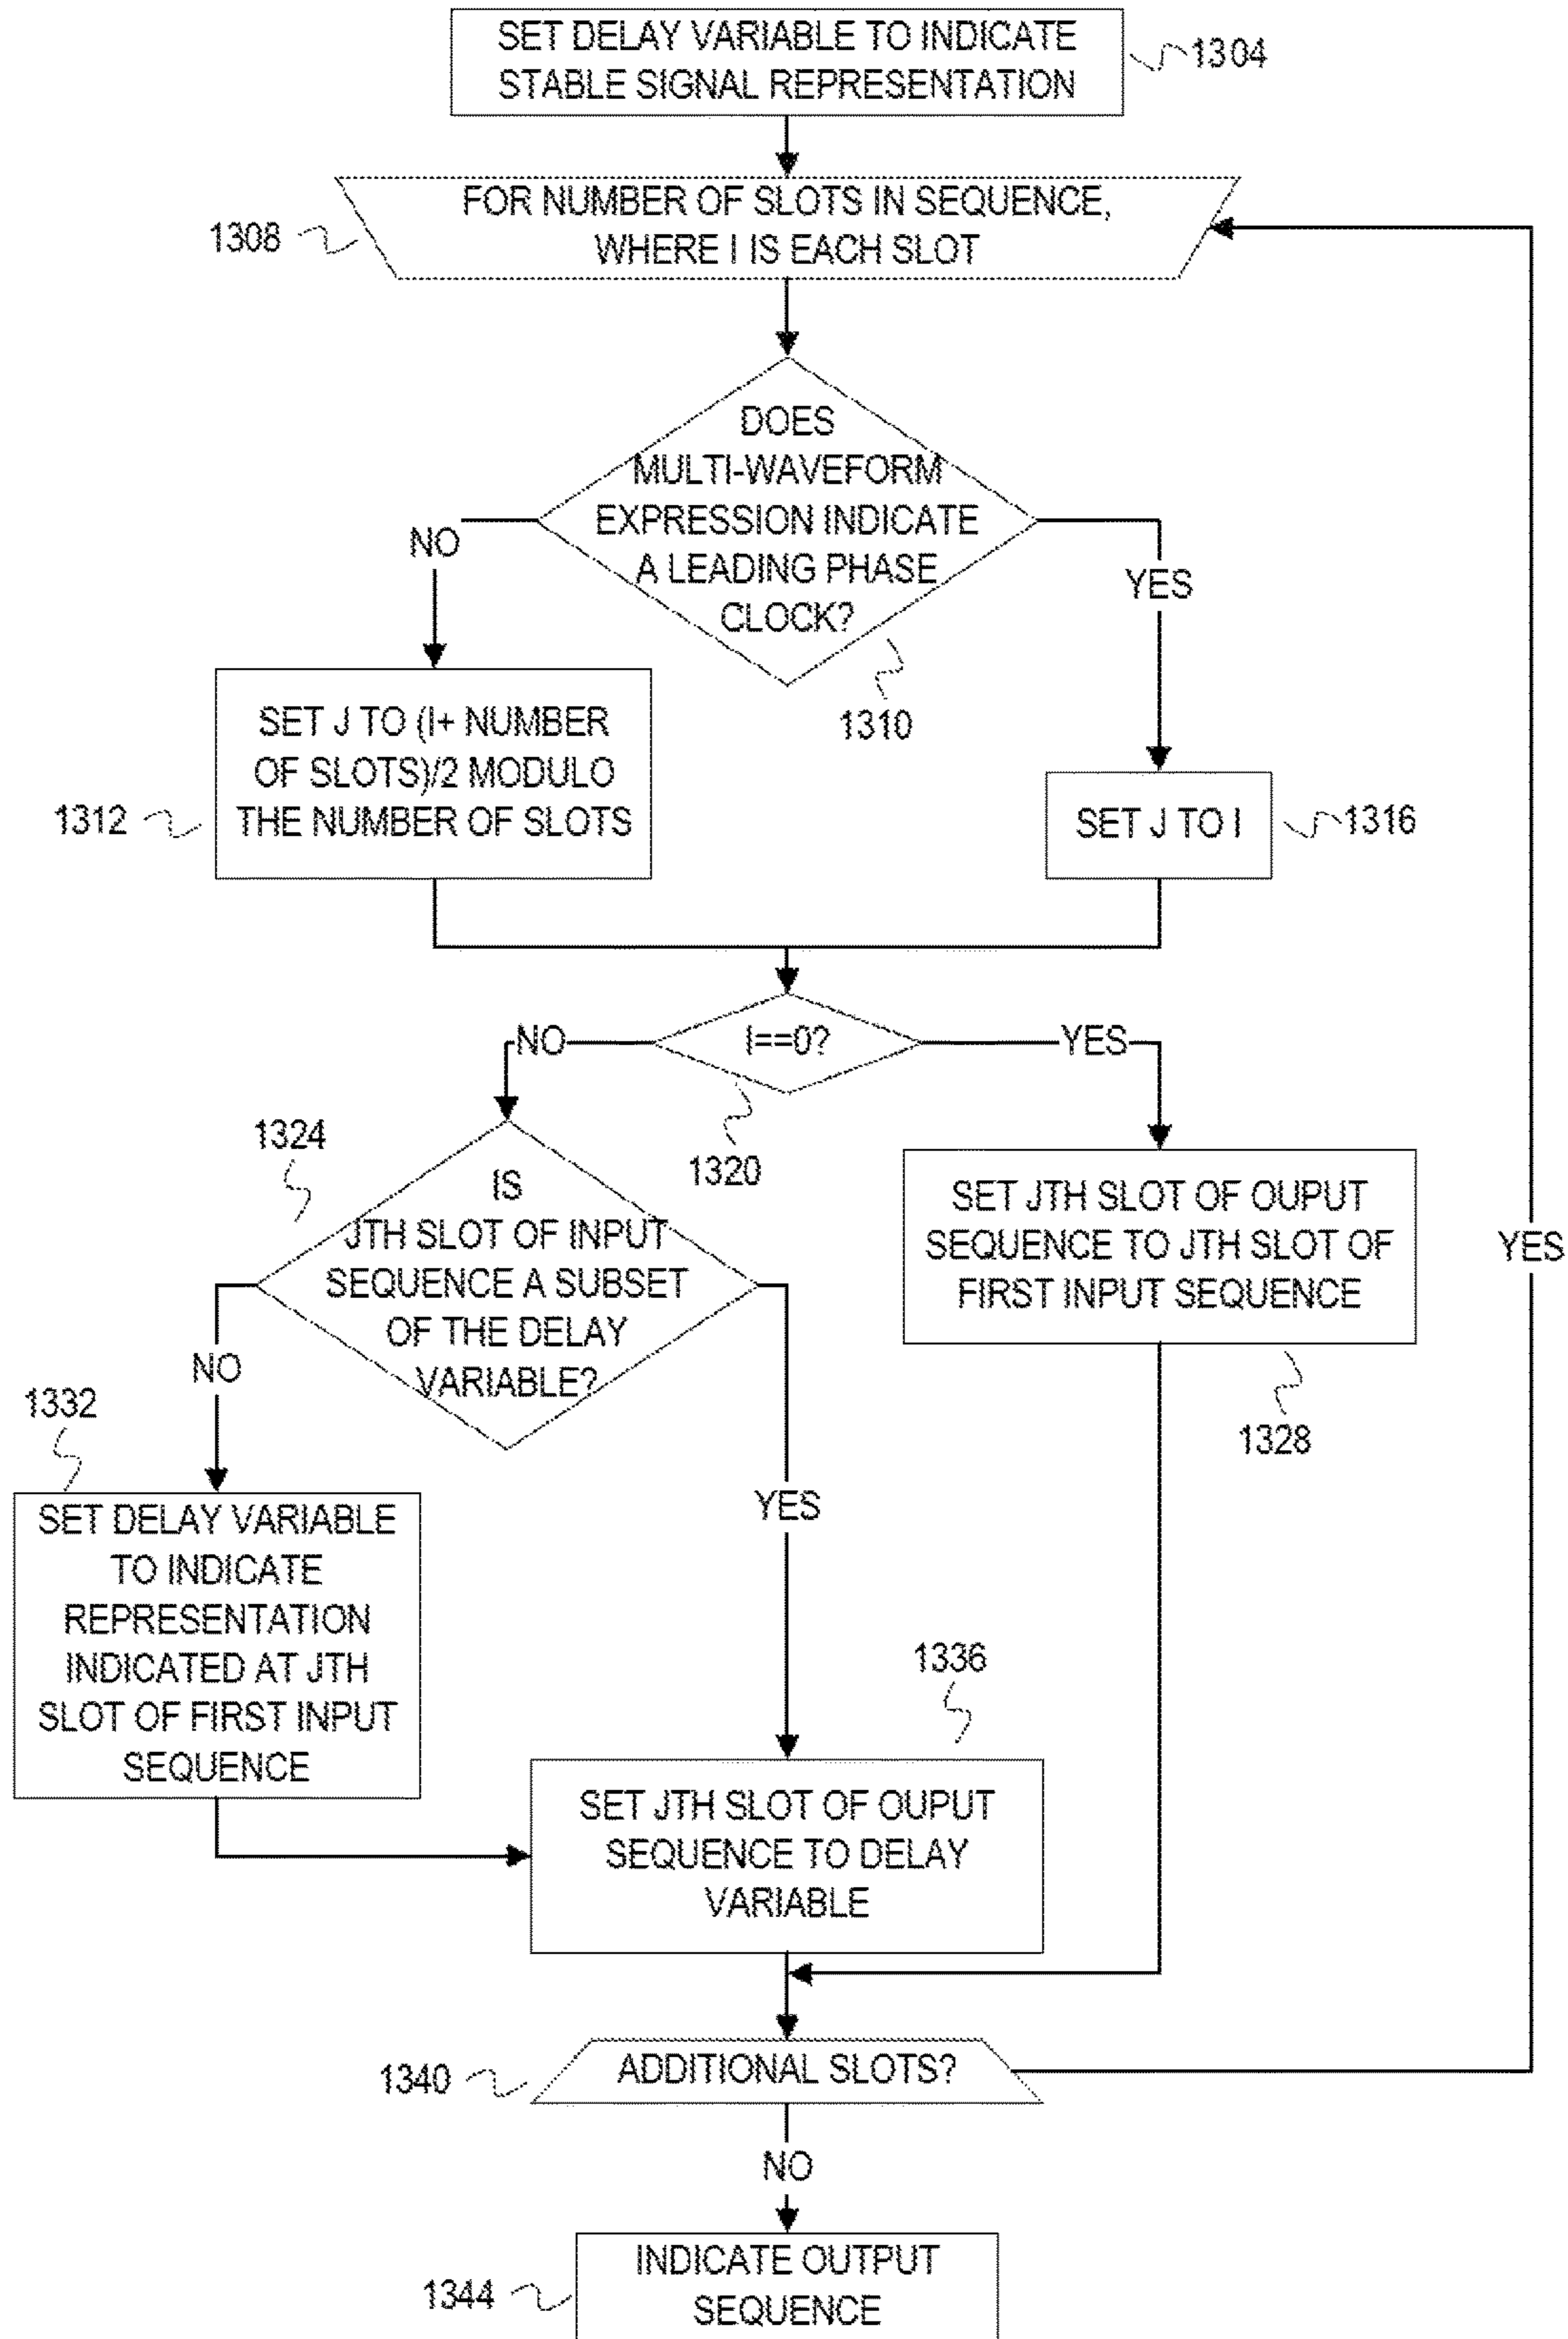 SET DELAY VARIABLE TO INDICATE
STABLE SIGNAL REPRESENTATION
1304
FOR NUMBER OF SLOTS IN SEQUENCE,
WHERE I IS EACH SLOT
1308
DOES
MULTI-WAVEFORM
EXPRESSION INDICATE
A LEADING PHASE
CLOCK?
1310
NO
YES
SET J TO (I+ NUMBER
OF SLOTS)/2 MODULO
THE NUMBER OF SLOTS
1312
SET J TO I
1316
I==0?
NO
YES
1320
1324
IS
JTH SLOT OF INPUT
SEQUENCE A SUBSET
OF THE DELAY
VARIABLE?
SET JTH SLOT OF OUPUT
SEQUENCE TO JTH SLOT OF
FIRST INPUT SEQUENCE
1328
YES
NO
YES
1332
SET DELAY VARIABLE
TO INDICATE
REPRESENTATION
INDICATED AT JTH
SLOT OF FIRST INPUT
SEQUENCE
1336
SET JTH SLOT OF OUPUT
SEQUENCE TO DELAY
VARIABLE
ADDITIONAL SLOTS?
1340
NO
INDICATE OUTPUT
SEQUENCE
1344